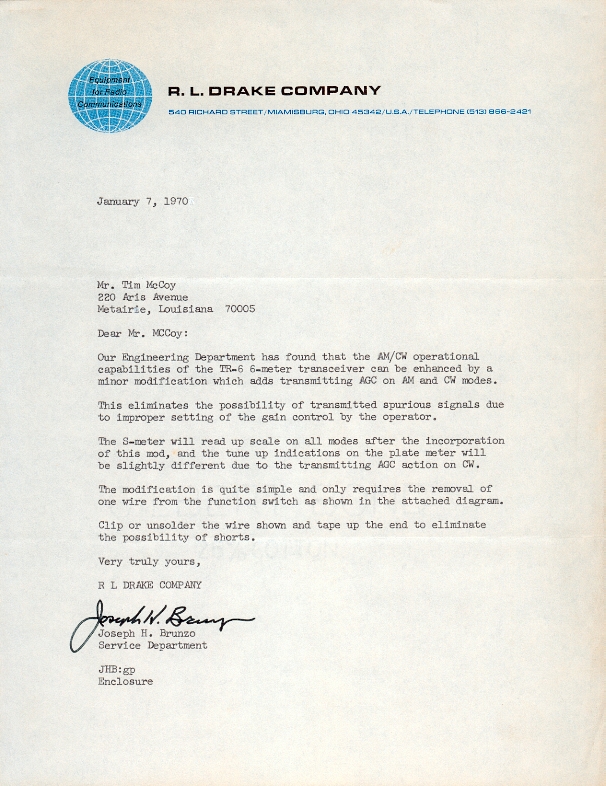 Equipment
for Radio
Communications
R. L. DRAKE COMPANY
540 RICHARD STREET/MIAMISBURG, OHIO 45342/U.S.A./TELEPHONE (513) 866-2421
January 7, 1970
Mr. Tim McCoy
220 Aris Avenue
Metairie, Louisiana 70005
Dear Mr. MCCoy:
Our Engineering Department has found that the AM/CW operational
capabilities of the TR-6 6-meter transceiver can be enhanced by a
minor modification which adds transmitting AGC on AM and CW modes.
This eliminates the possibility of transmitted spurious signals due
to improper setting of the gain control by the operator.
The S-meter will read up scale on all modes after the incorporation
of this mod, and the tune up indications on the plate meter will
be slightly different due to the transmitting AGC action on CW.
The modification is quite simple and only requires the removal of
one wire from the function switch as shown in the attached diagram.
Clip or unsolder the wire shown and tape up the end to eliminate
the possibility of shorts.
Very truly yours,
R L DRAKE COMPANY
Joseph H. Brunzo
Joseph H. Brunzo
Service Department
JHB:gp
Enclosure